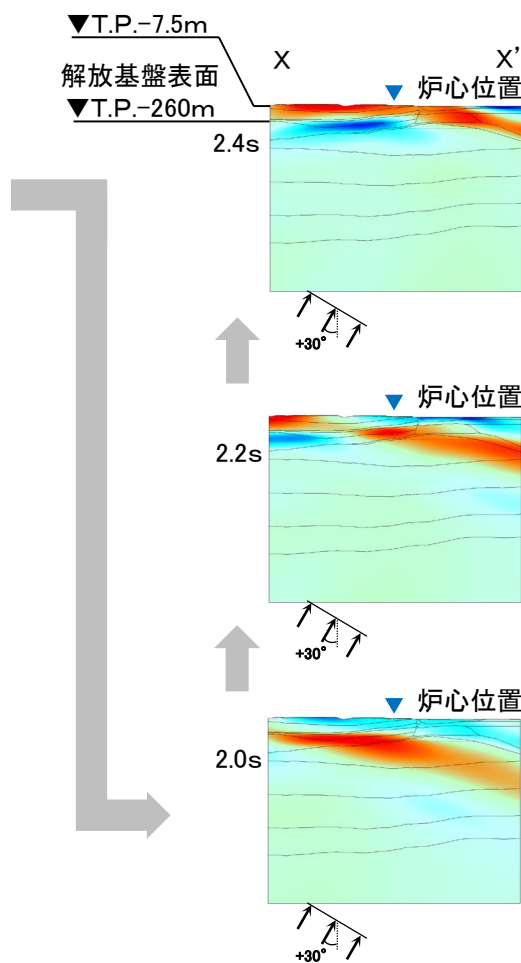 ▼T.P.-7.5m
X X'
解放基盤表面
▼ 炉心位置
▼T.P.-260m
2.4s
+30°
▼ 炉心位置
2.2s
+30°
▼ 炉心位置
2.0s
+30°